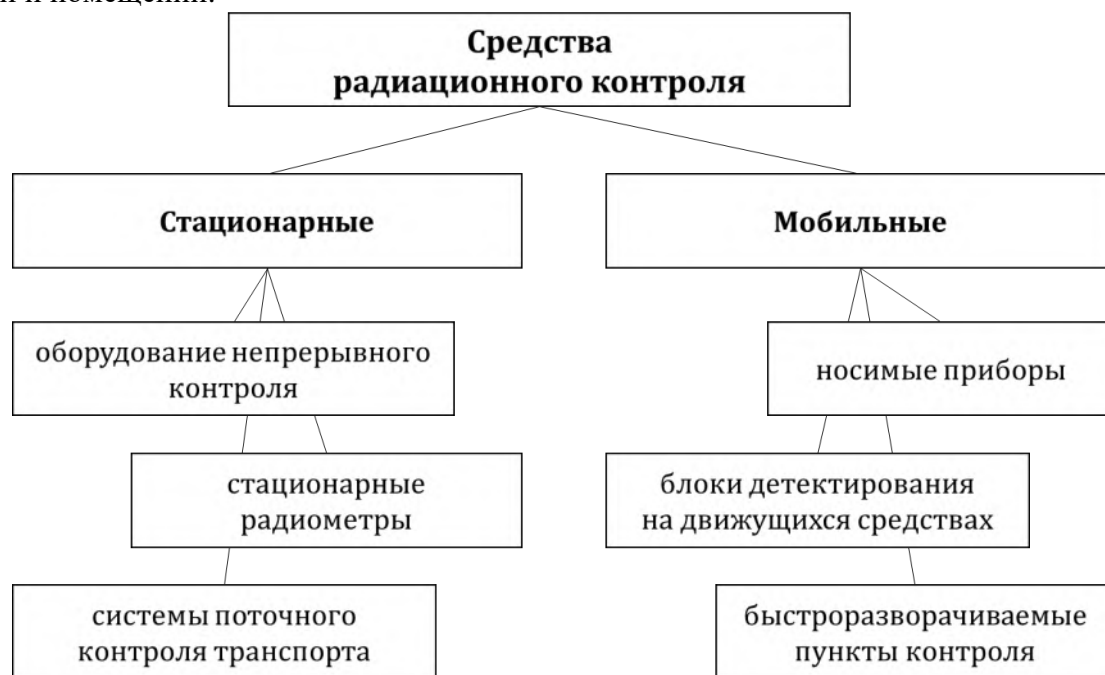 и помещений.
Средства
радиационного контроля
Стационарные
Мобильные
оборудование непрерывного
контроля
носимые приборы
стационарные
радиометры
блоки детектирования
на движущихся средствах
системы поточного
контроля транспорта
быстроразворачиваемые
пункты контроля